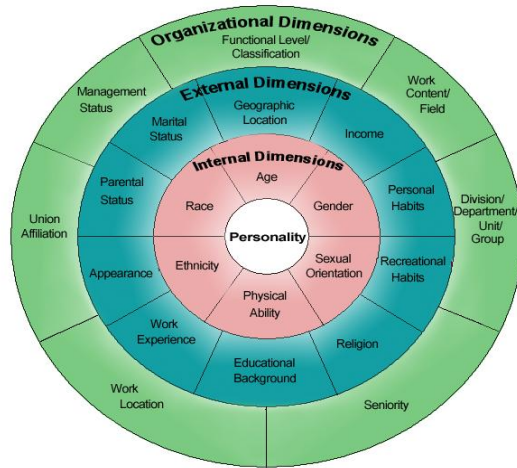 Organizational Dimensions
Functional Level/
Classification
Management
Status
Work
Content/
Field
Union
Affiliation
Division/
Department/
Unit/
Group
Work
Location
Seniority
External Dimensions
Geographic
Location
Marital
Status
Income
Parental
Status
Personal
Habits
Appearance
Recreational
Habits
Work
Experience
Religion
Educational
Background
Internal Dimensions
Age
Race
Gender
Ethnicity
Sexual
Orientation
Physical
Ability
Personality